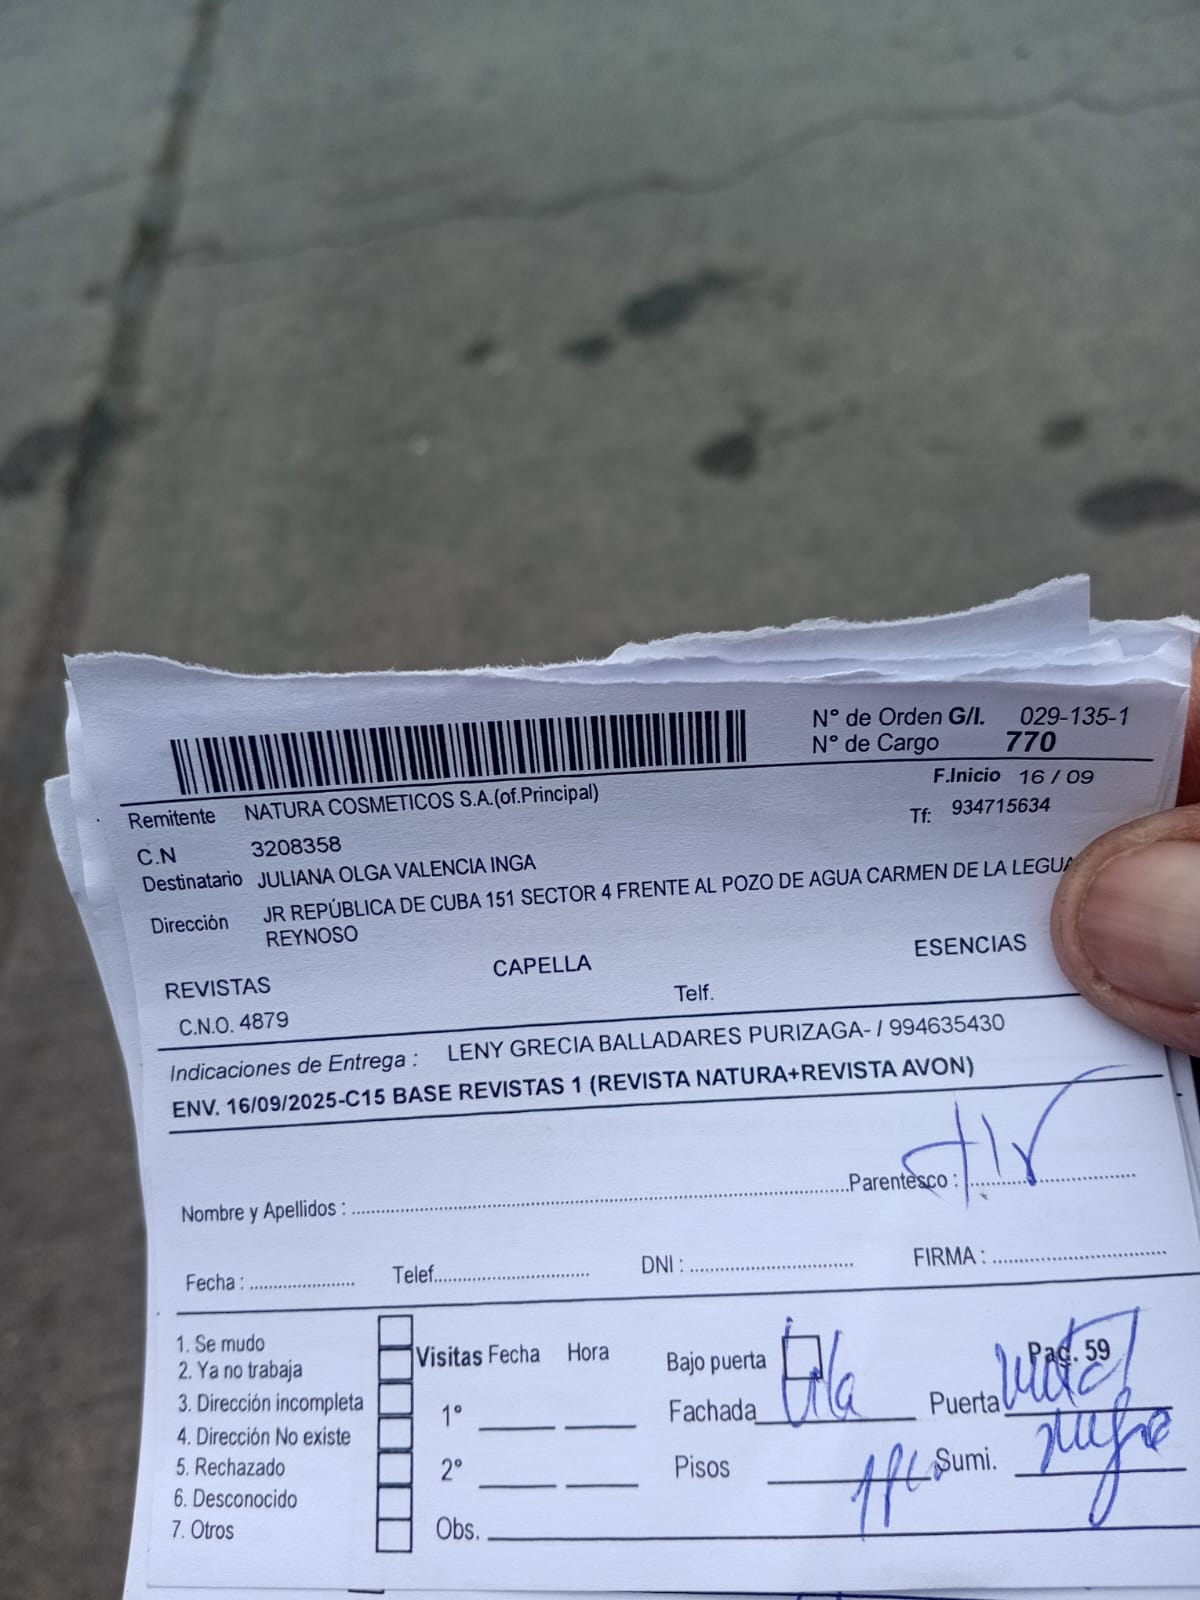 N° de Orden G/I. 029-135-1
N° de Cargo 770
F.Inicio 16 / 09
Remitente NATURA COSMETICOS S.A.(of.Principal)
Tf: 934715634
C.N 3208358
Destinatario JULIANA OLGA VALENCIA INGA
Dirección JR REPÚBLICA DE CUBA 151 SECTOR 4 FRENTE AL POZO DE AGUA CARMEN DE LA LEGUA
REYNOSO
REVISTAS CAPELLA ESENCIAS
C.N.O. 4879 Telf.
Indicaciones de Entrega : LENY GRECIA BALLADARES PURIZAGA- / 994635430
ENV. 16/09/2025-C15 BASE REVISTAS 1 (REVISTA NATURA+REVISTA AVON)
Nombre y Apellidos : Parentesco :
Fecha : Telef. DNI : FIRMA :
1. Se mudo
2. Ya no trabaja
3. Dirección incompleta
4. Dirección No existe
5. Rechazado
6. Desconocido
7. Otros
Visitas Fecha Hora
1°
2°
Obs.
Bajo puerta Pag. 59
Fachada Lila Puerta metal
Pisos Sumi.